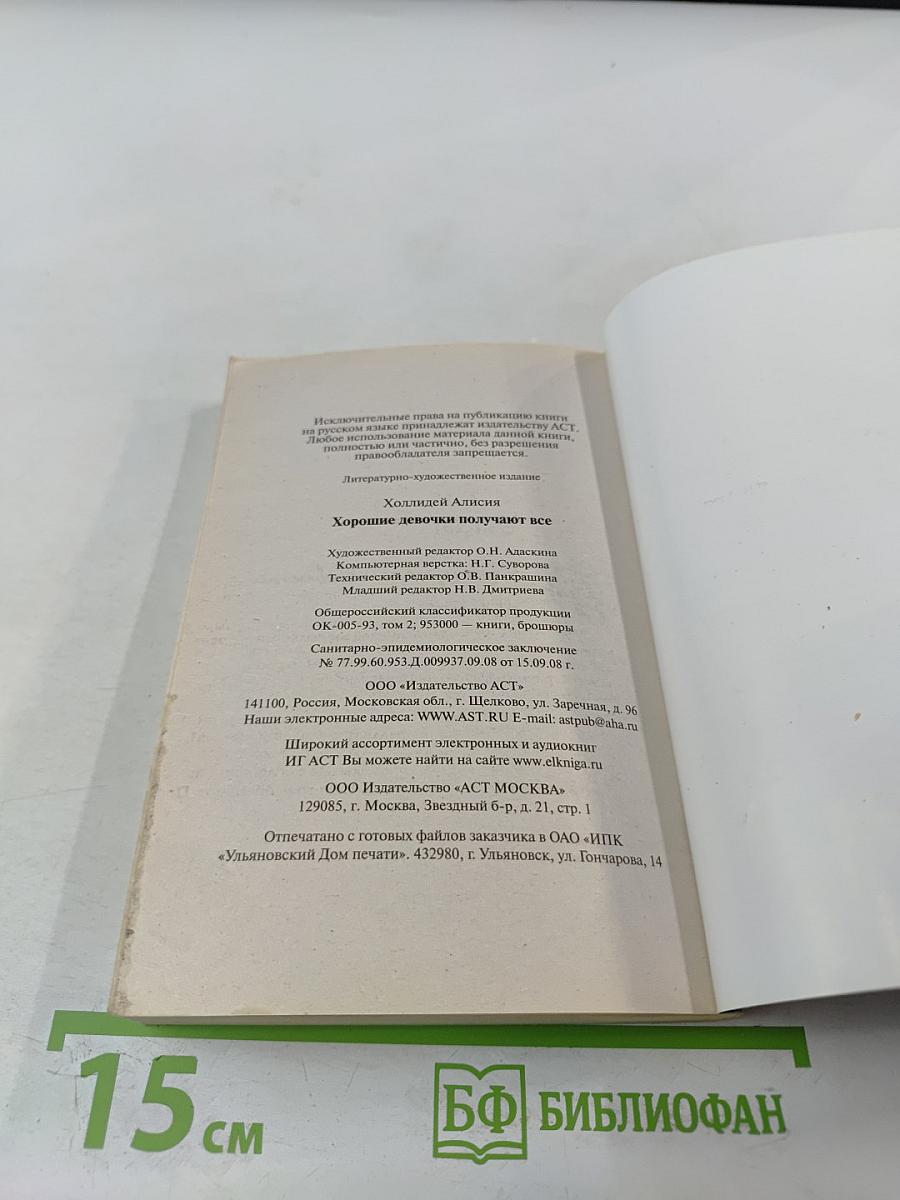 Исключительные права на публикацию книги
на русском языке принадлежат издательству АСТ.
Любое использование материала данной книги,
полностью или частично, без разрешения
правообладателя запрещается.
Литературно-художественное издание
Холлидей Алисия
Хорошие девочки получают все
Художественный редактор О.Н. Адаскина
Компьютерная верстка: Н.Г. Суворова
Технический редактор О.В. Панкрашина
Младший редактор Н.В. Дмитриева
Общероссийский классификатор продукции
ОК-005-93, том 2; 953000 — книги, брошюры
Санитарно-эпидемиологическое заключение
№ 77.99.60.953.Д.009937.09.08 от 15.09.08 г.
ООО «Издательство АСТ»
141100, Россия, Московская обл., г. Щелково, ул. Заречная, д. 96
Наши электронные адреса: WWW.AST.RU E-mail: astpub@aha.ru
Широкий ассортимент электронных и аудиокниг
ИГ АСТ Вы можете найти на сайте www.elkniga.ru
ООО Издательство «АСТ МОСКВА»
129085, г. Москва, Звездный б-р, д. 21, стр. 1
Отпечатано с готовых файлов заказчика в ОАО «ИПК
«Ульяновский Дом печати». 432980, г. Ульяновск, ул. Гончарова, 14
15 см
БФ БИБЛИОФАН